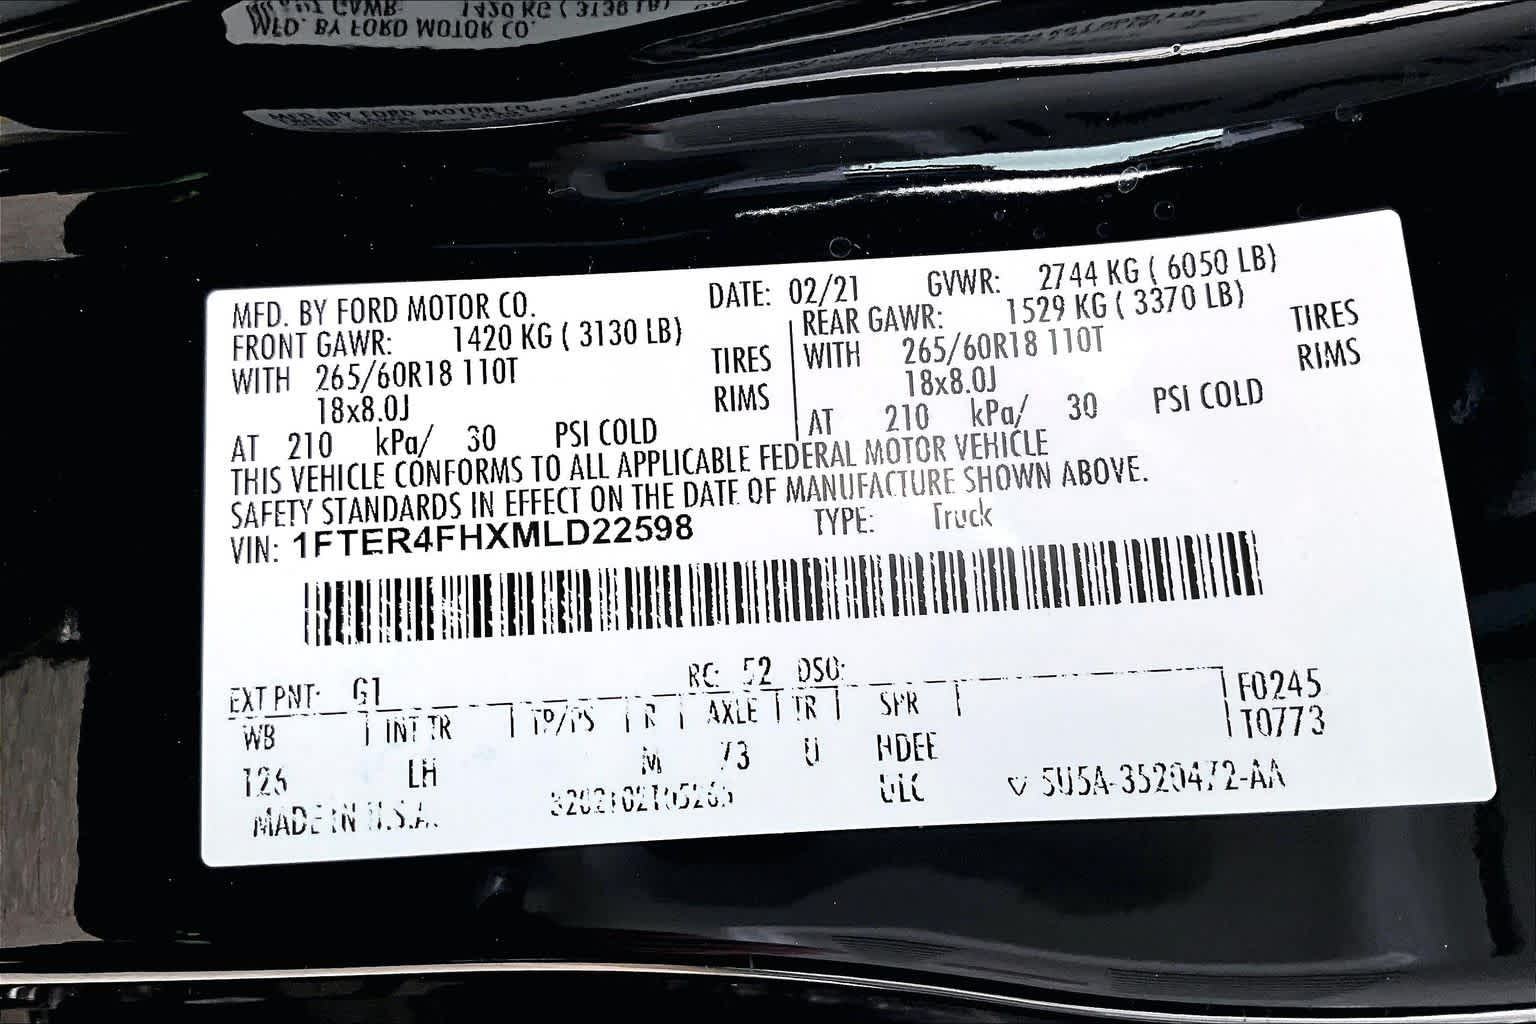 MFD. BY FORD MOTOR CO. DATE: 02/21 GVWR: 2744 KG ( 6050 LB)
FRONT GAWR: 1420 KG ( 3130 LB) REAR GAWR: 1529 KG ( 3370 LB)
WITH 265/60R18 110T TIRES WITH 265/60R18 110T TIRES
18x8.0J RIMS 18x8.0J RIMS
AT 210 kPa/ 30 PSI COLD AT 210 kPa/ 30 PSI COLD
THIS VEHICLE CONFORMS TO ALL APPLICABLE FEDERAL MOTOR VEHICLE
SAFETY STANDARDS IN EFFECT ON THE DATE OF MANUFACTURE SHOWN ABOVE.
VIN: 1FTER4FHXMLD22598 TYPE: Truck
EXT PNT: G1 RC: 52 DSO:
WB INT TR TP/PS R AXLE TR SPR F0245
T0773
126 LH M 73 U HDEE
MADE IN U.S.A. ULC 5U5A-3520472-AA